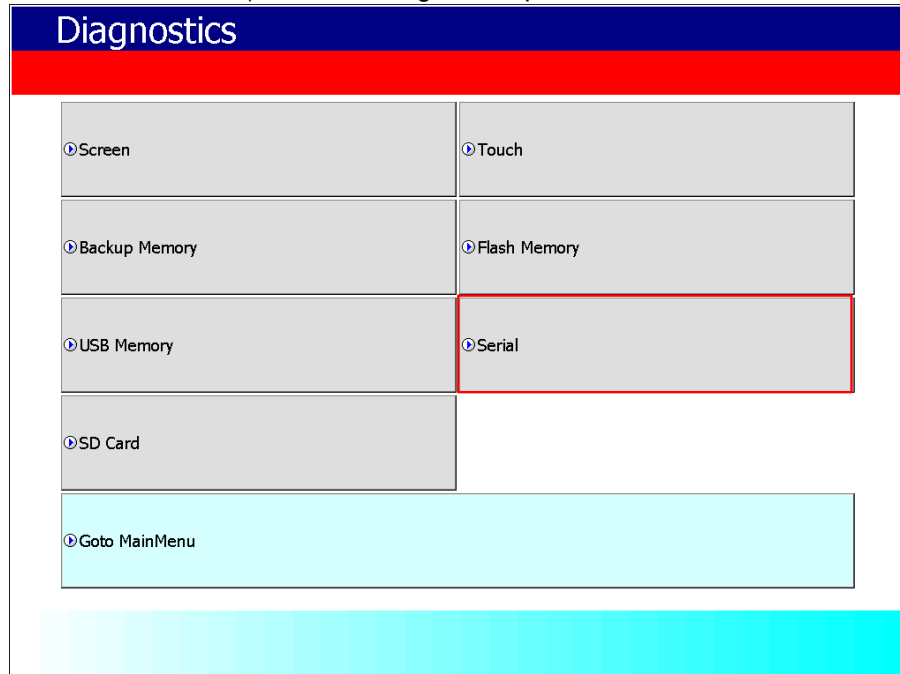 Diagnostics
Screen
Touch
Backup Memory
Flash Memory
USB Memory
Serial
SD Card
Goto MainMenu